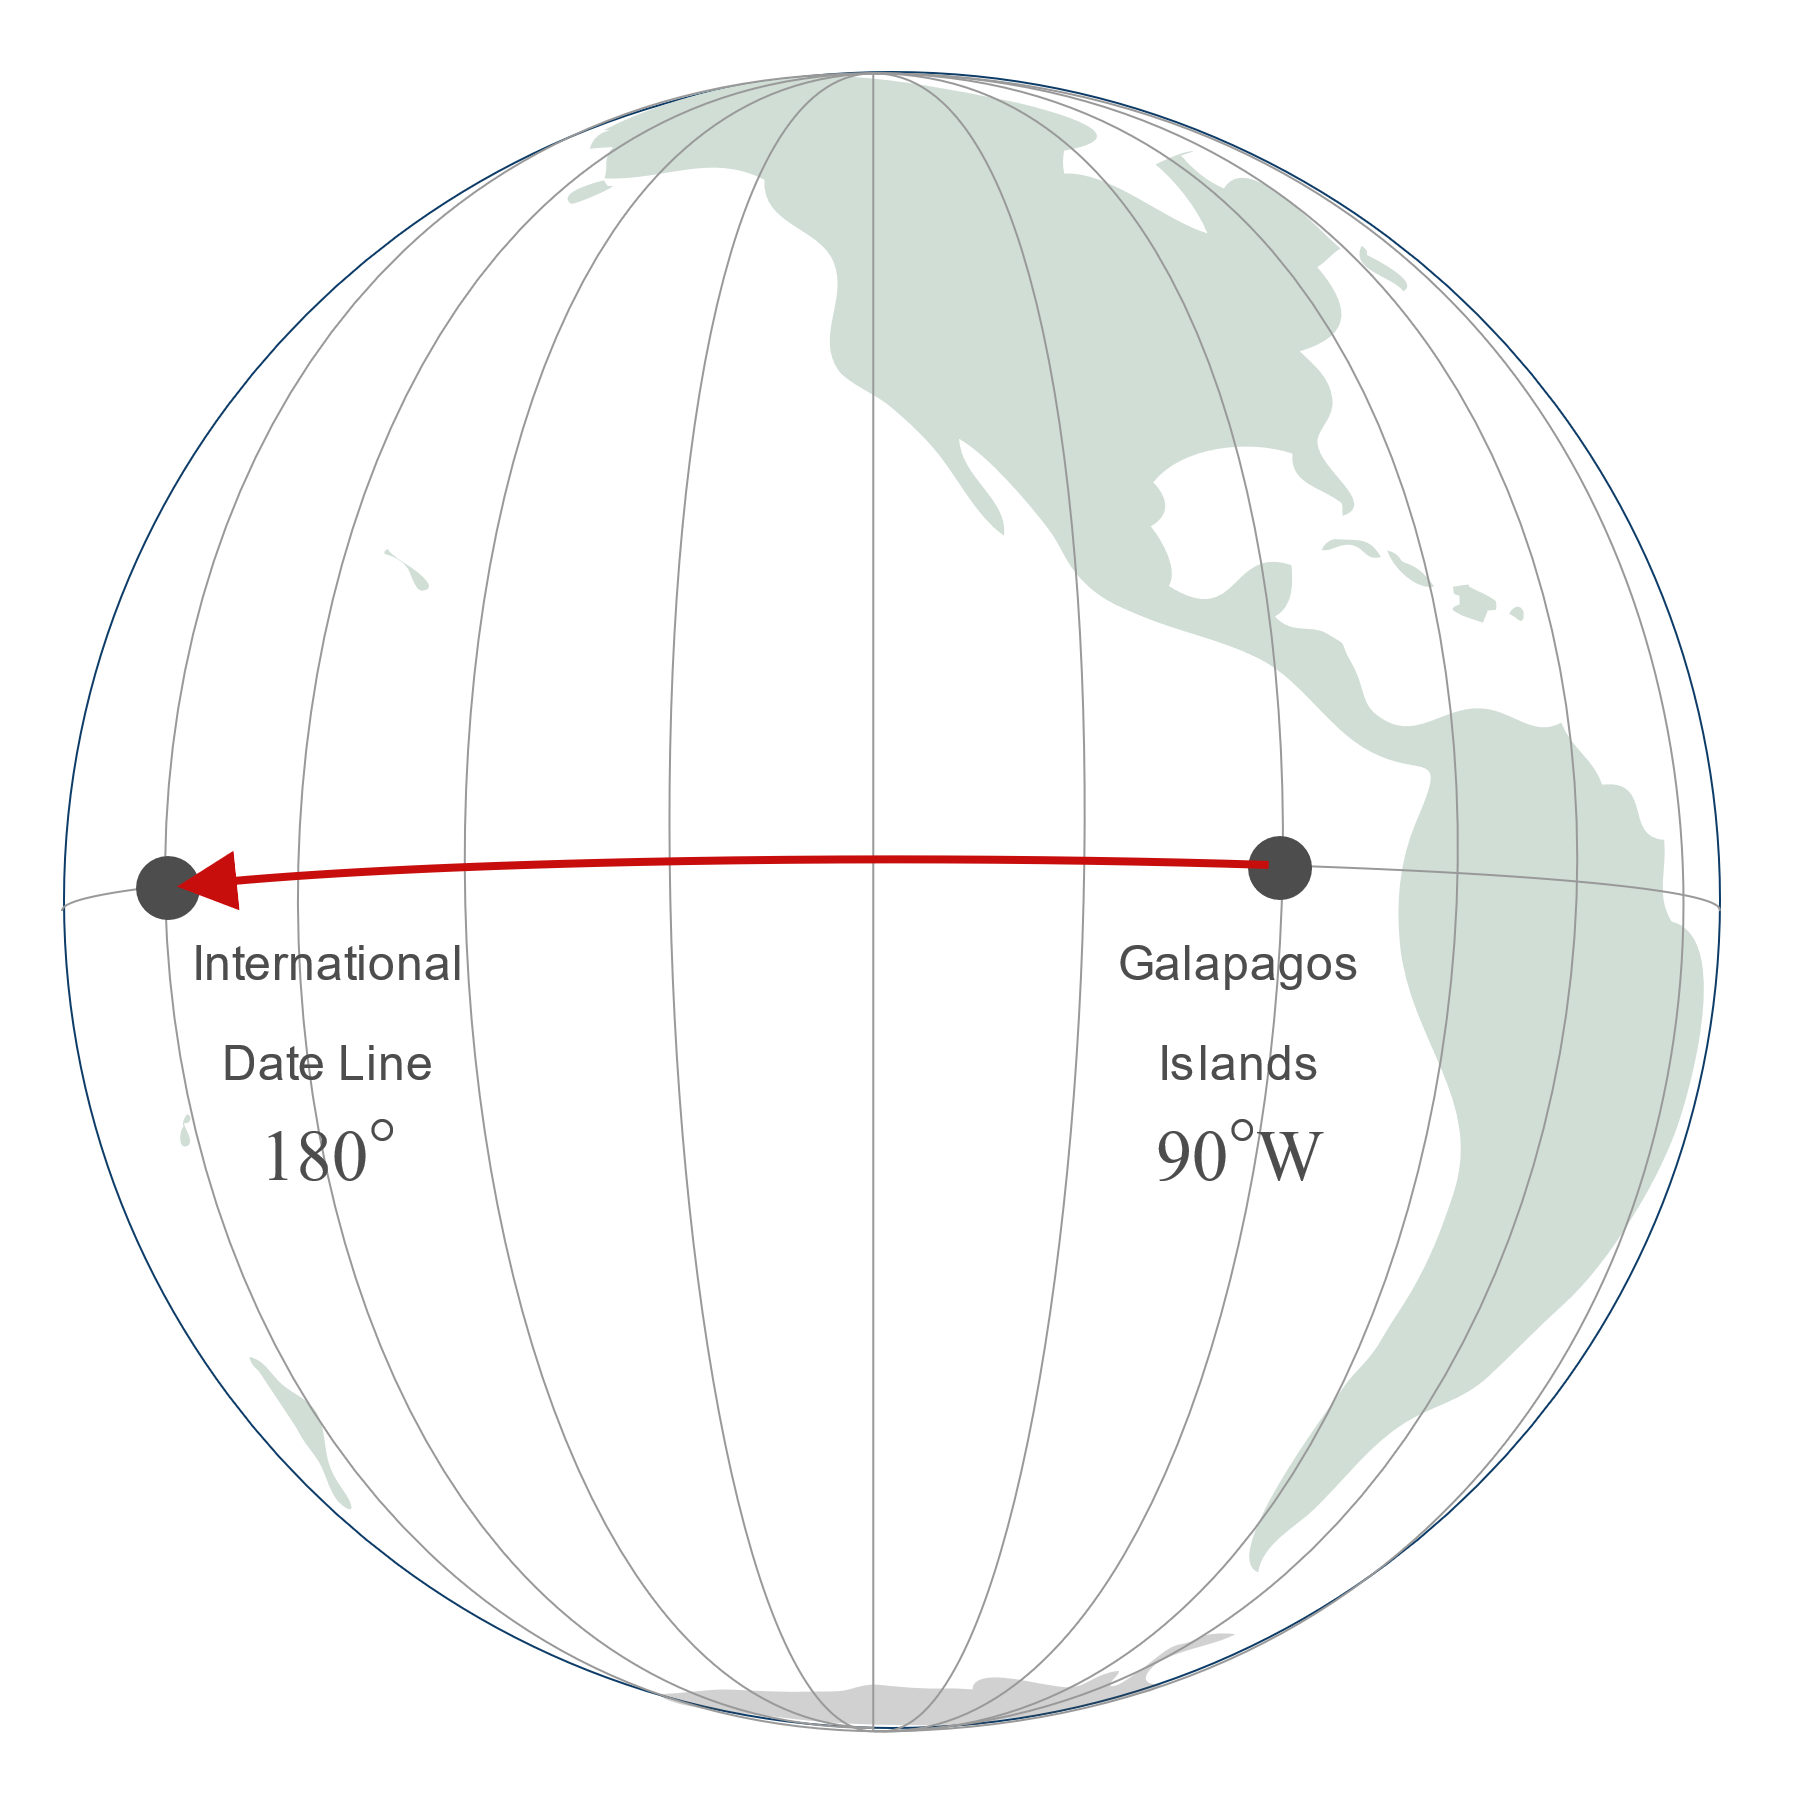 International
Date Line
180°
Galapagos
Islands
90°W